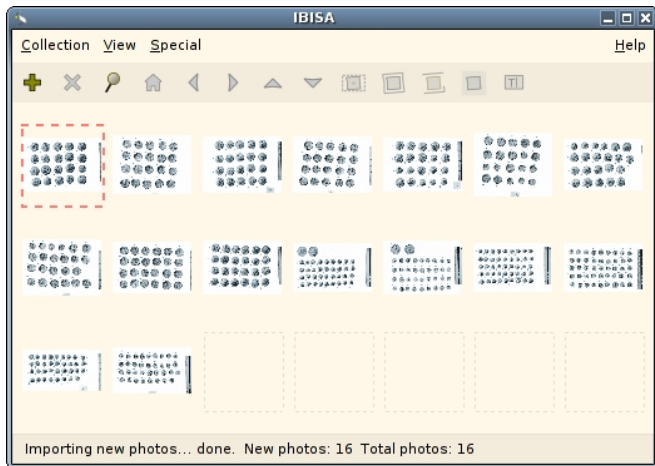 IBISA
Collection View Special Help
T
Importing new photos... done. New photos: 16 Total photos: 16